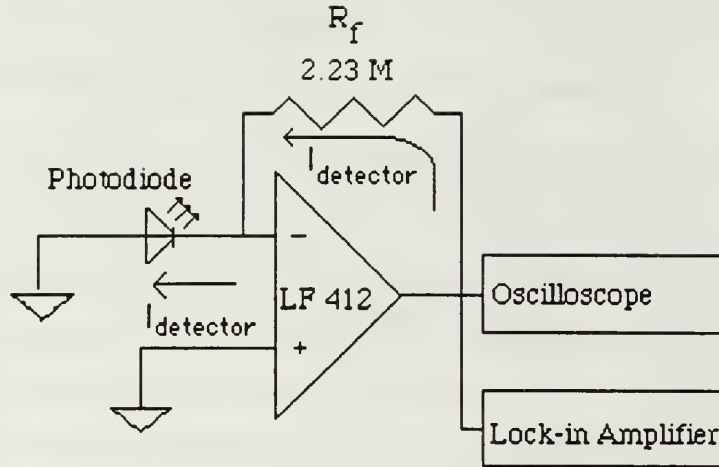 R_f
2.23 M
I_detector
Photodiode
−
LF 412
I_detector
+
Oscilloscope
Lock-in Amplifier